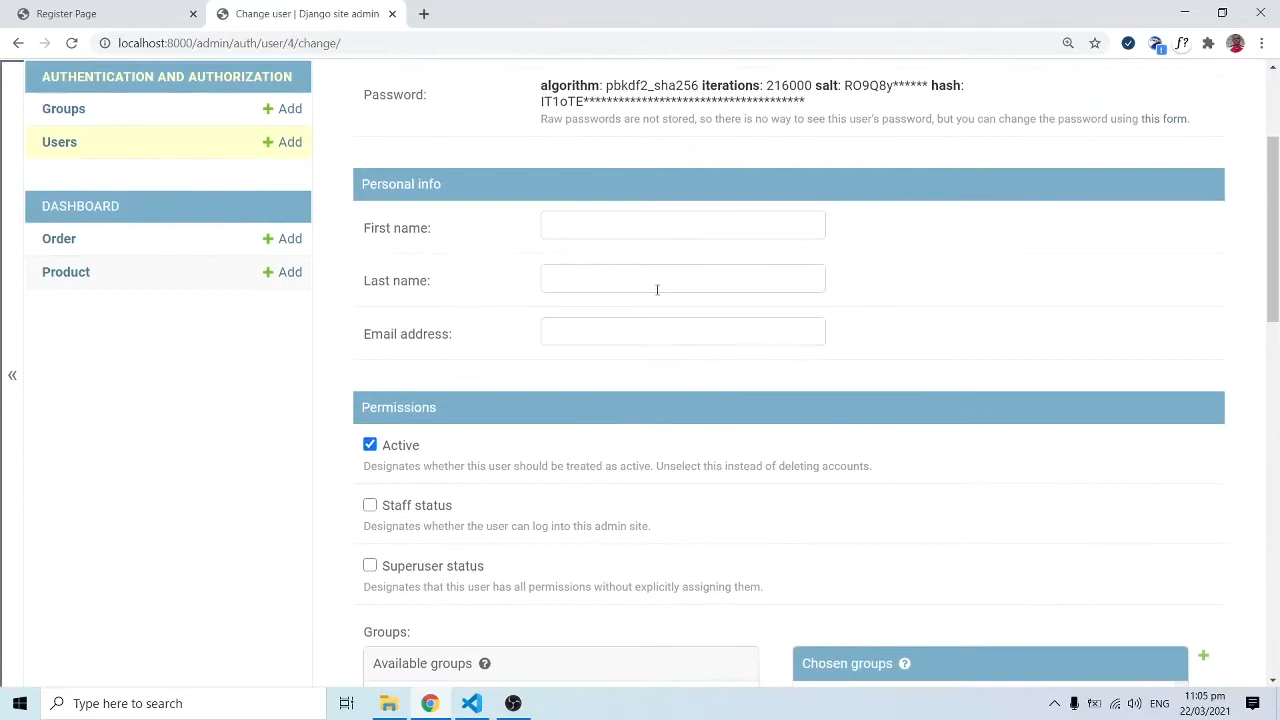 Register Page
Change user | Django site admin
localhost:8000/admin/auth/user/4/change/
AUTHENTICATION AND AUTHORIZATION
Groups
Add
Users
Add
DASHBOARD
Order
Add
Product
Add
Password:
algorithm: pbkdf2_sha256 iterations: 216000 salt: RO9Q8y****** hash:
IT1oTE**************************************
Raw passwords are not stored, so there is no way to see this user's password, but you can change the password using this form.
Personal info
First name:
Last name:
Email address:
Permissions
Active
Designates whether this user should be treated as active. Unselect this instead of deleting accounts.
Staff status
Designates whether the user can log into this admin site.
Superuser status
Designates that this user has all permissions without explicitly assigning them.
Groups:
Available groups
Chosen groups
Type here to search
ENG
11:05 pm
22/03/2021